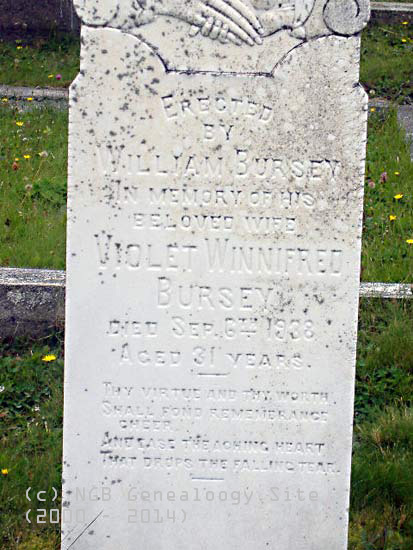 Erected
by
William Bursey
In memory of his
beloved wife
Violet Winnifred
Bursey
Died Sep. 6th 1938
Aged 31 years.
Thy virtue and thy worth
Shall fond remembrance
cheer
And ease the aching heart
That drops the falling tear.
(c) NGB Genealoogy Site
(2000 - 2014)